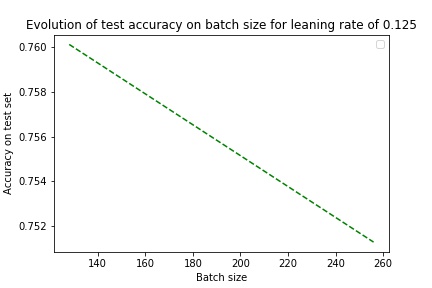 Evolution of test accuracy on batch size for leaning rate of 0.125
0.760
0.758
0.756
0.754
0.752
Accuracy on test set
140 160 180 200 220 240 260
Batch size